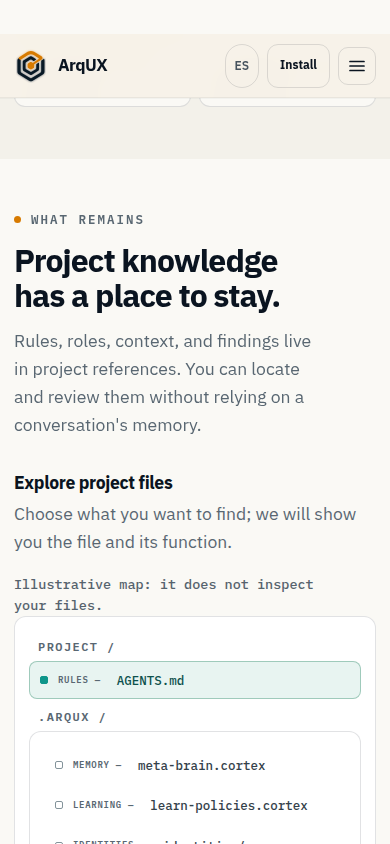 ArqUX
ES
Install
WHAT REMAINS
Project knowledge
has a place to stay.
Rules, roles, context, and findings live
in project references. You can locate
and review them without relying on a
conversation's memory.
Explore project files
Choose what you want to find; we will show
you the file and its function.
Illustrative map: it does not inspect
your files.
PROJECT /
RULES — AGENTS.md
.ARQUX /
MEMORY — meta-brain.cortex
LEARNING — learn-policies.cortex